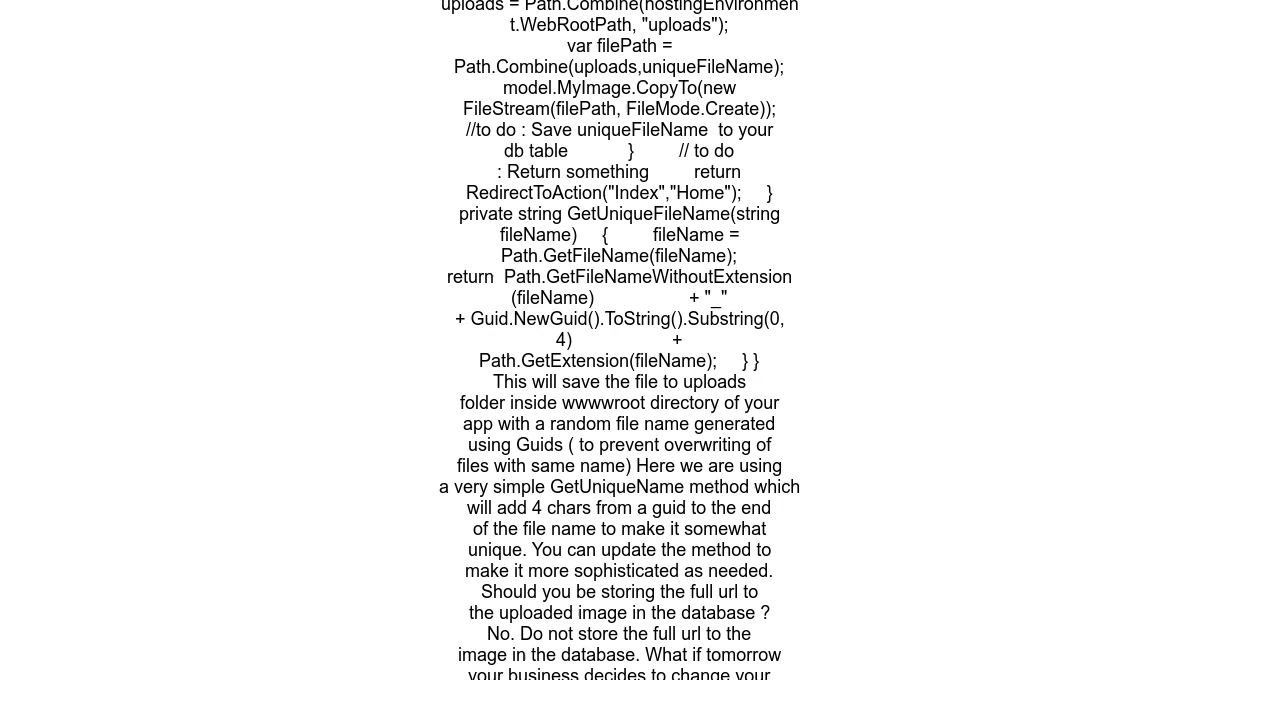 uploads = Path.Combine(hostingEnvironmen
t.WebRootPath, "uploads");
var filePath =
Path.Combine(uploads,uniqueFileName);
model.MyImage.CopyTo(new
FileStream(filePath, FileMode.Create));
//to do : Save uniqueFileName  to your
db table            }         // to do
: Return something         return
RedirectToAction("Index","Home");     }
private string GetUniqueFileName(string
fileName)     {         fileName =
Path.GetFileName(fileName);
return  Path.GetFileNameWithoutExtension
(fileName)                   + "_"
+ Guid.NewGuid().ToString().Substring(0,
4)                    +
Path.GetExtension(fileName);     } }
This will save the file to uploads
folder inside wwwwroot directory of your
app with a random file name generated
using Guids ( to prevent overwriting of
files with same name) Here we are using
a very simple GetUniqueName method which
will add 4 chars from a guid to the end
of the file name to make it somewhat
unique. You can update the method to
make it more sophisticated as needed.
Should you be storing the full url to
the uploaded image in the database ?
No. Do not store the full url to the
image in the database. What if tomorrow
your business decides to change your